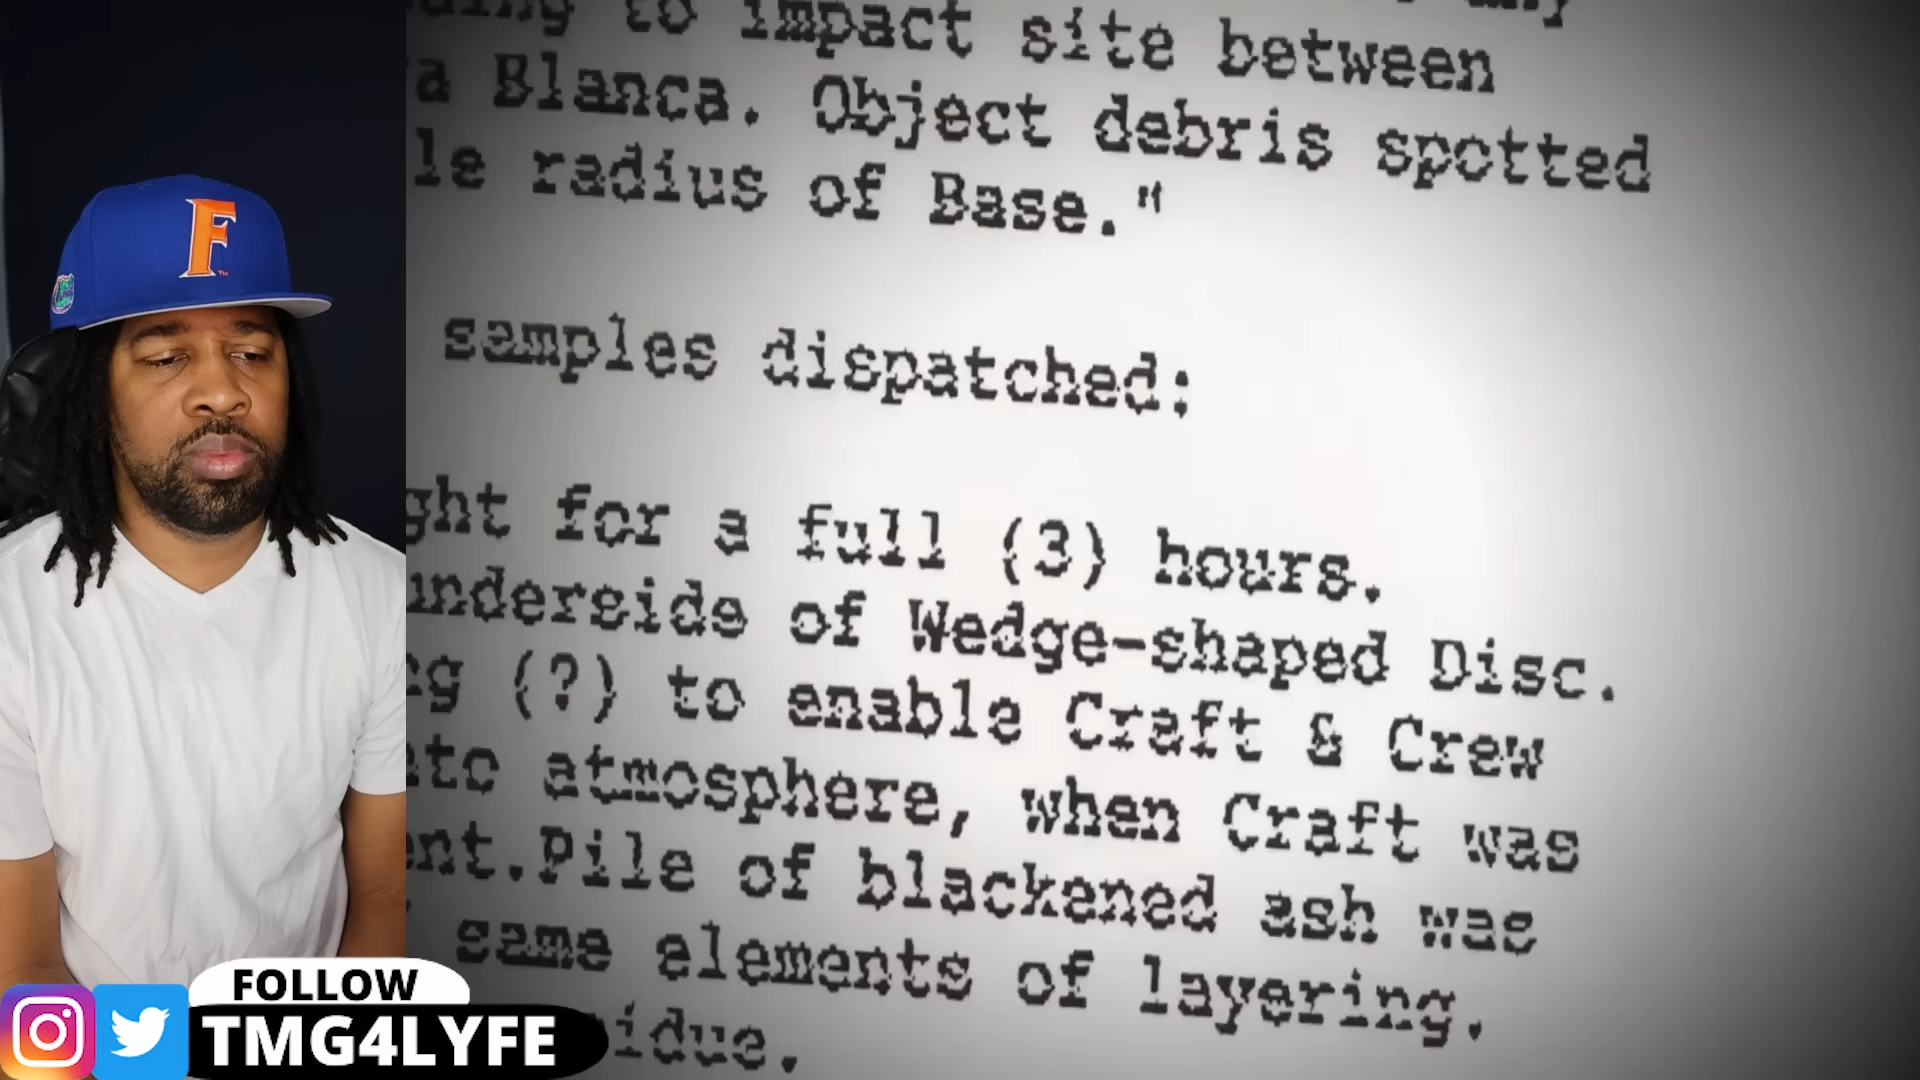 to impact site between
a Blanca. Object debris spotted
le radius of Base."
samples dispatched:
ght for a full (3) hours.
underside of Wedge-shaped Disc.
(?) to enable Craft & Crew
atmosphere, when Craft was
ent.Pile of blackened ash was
same elements of layering.
idue.
F
FOLLOW
TMG4LYFE